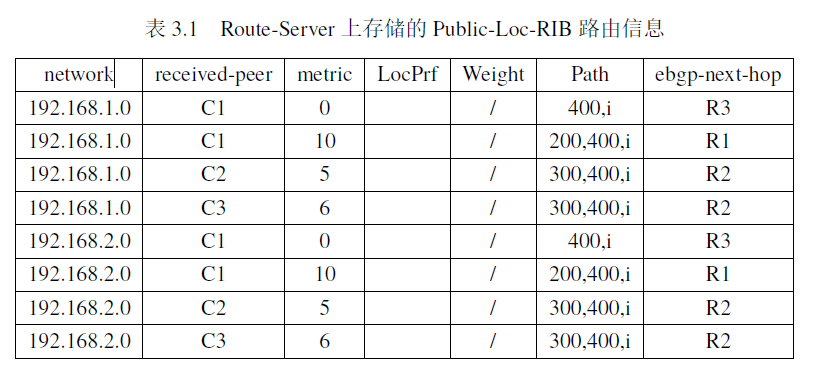 表 3.1 Route-Server 上存储的 Public-Loc-RIB 路由信息
network received-peer metric LocPrf Weight Path ebgp-next-hop
192.168.1.0 C1 0 / 400,i R3
192.168.1.0 C1 10 / 200,400,i R1
192.168.1.0 C2 5 / 300,400,i R2
192.168.1.0 C3 6 / 300,400,i R2
192.168.2.0 C1 0 / 400,i R3
192.168.2.0 C1 10 / 200,400,i R1
192.168.2.0 C2 5 / 300,400,i R2
192.168.2.0 C3 6 / 300,400,i R2